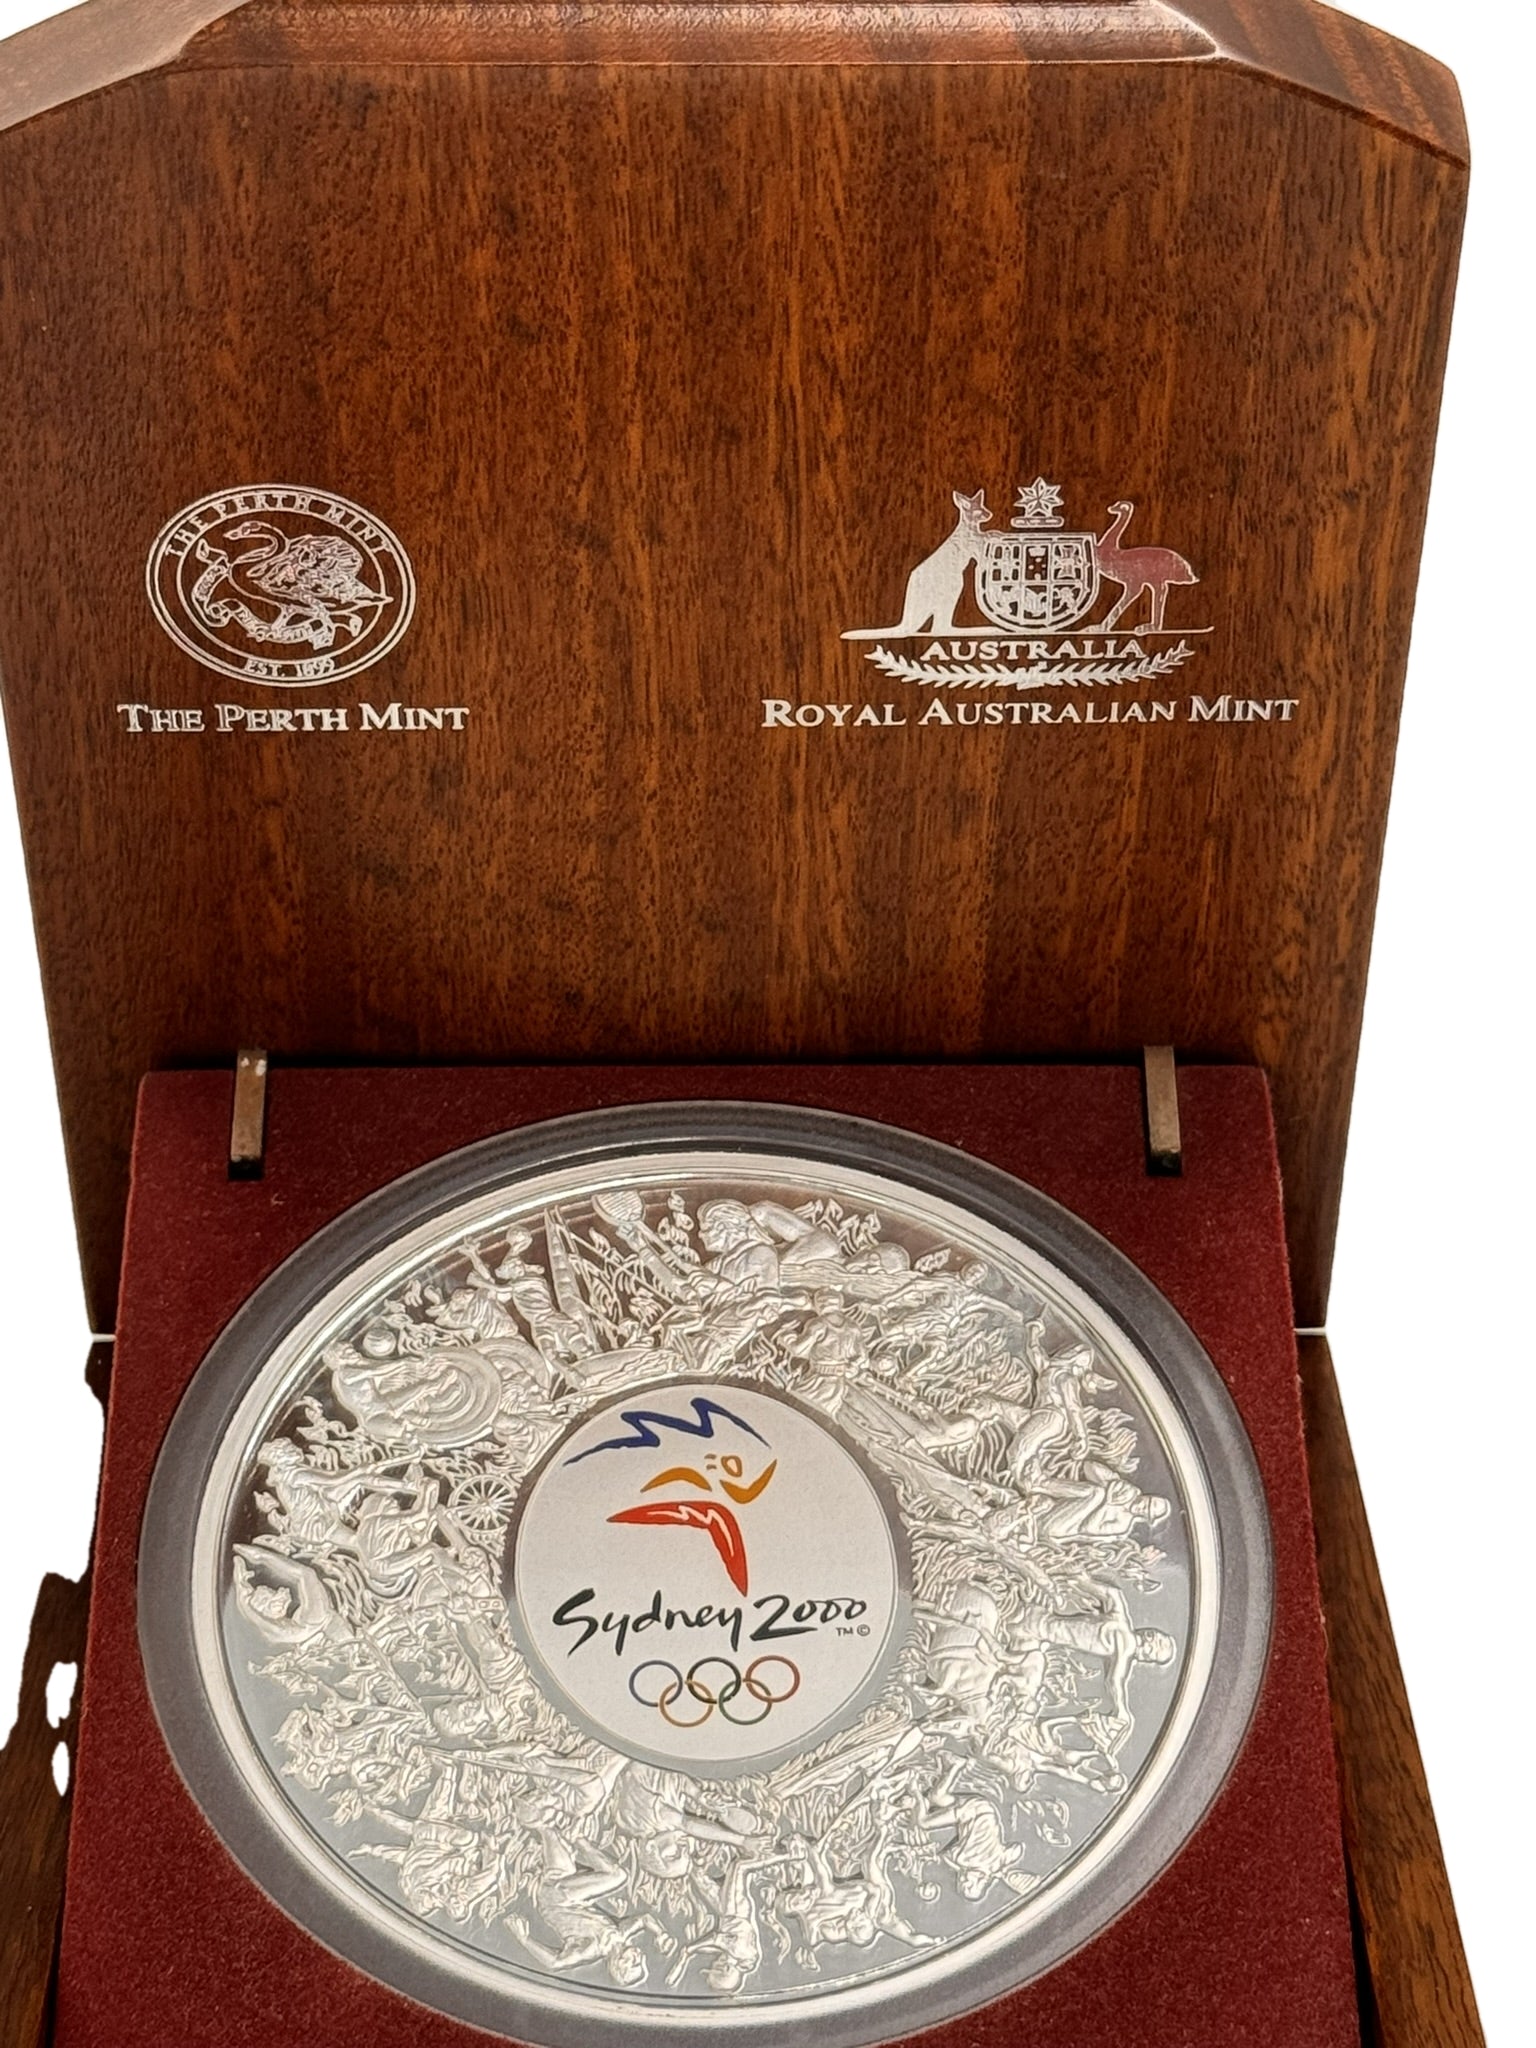 THE PERTH MINT
EST. 1899
THE PERTH MINT
AUSTRALIA
ROYAL AUSTRALIAN MINT
Sydney 2000
TM ©